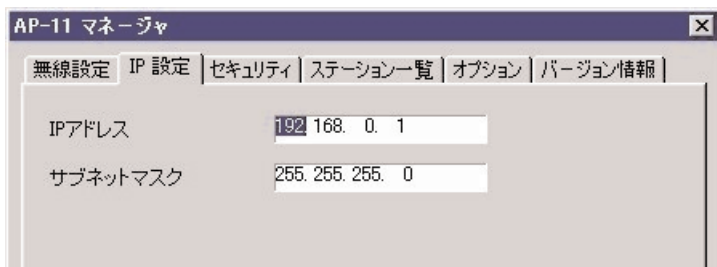 AP-11 マネージャ
無線設定 IP 設定 セキュリティ ステーション一覧 オプション バージョン情報
IPアドレス 192.168. 0. 1
サブネットマスク 255.255.255. 0